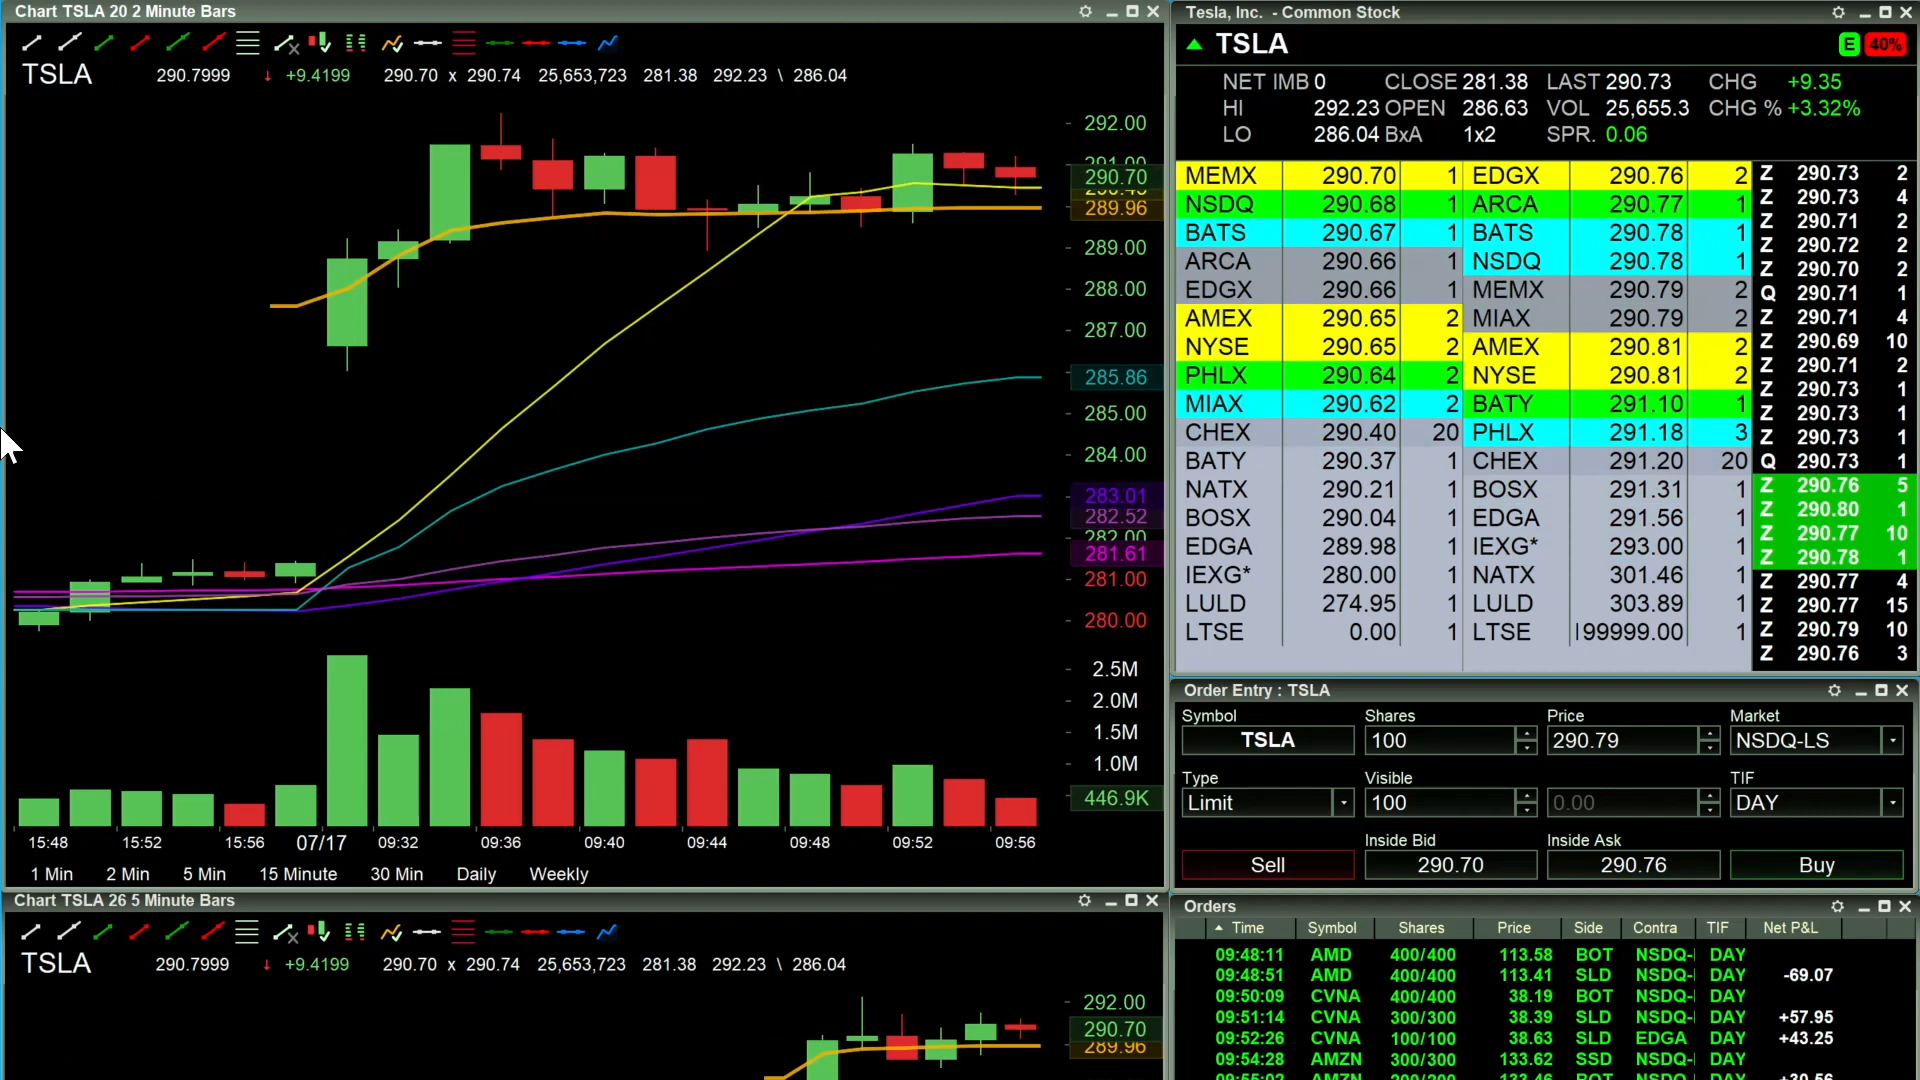 Chart TSLA 20 2 Minute Bars
TSLA 290.7999 +9.4199 290.70 x 290.74 25,653,723 281.38 292.23 \ 286.04
292.00
290.70
289.96
289.00
288.00
287.00
285.86
285.00
284.00
283.01
282.52
282.00
281.61
281.00
280.00
2.5M
2.0M
1.5M
1.0M
446.9K
15:48 15:52 15:56 07/17 09:32 09:36 09:40 09:44 09:48 09:52 09:56
1 Min 2 Min 5 Min 15 Minute 30 Min Daily Weekly
Chart TSLA 26 5 Minute Bars
TSLA 290.7999 +9.4199 290.70 x 290.74 25,653,723 281.38 292.23 \ 286.04
292.00
290.70
289.96
Tesla, Inc. - Common Stock
TSLA E 40%
NET IMB 0 CLOSE 281.38 LAST 290.73 CHG +9.35
HI 292.23 OPEN 286.63 VOL 25,655.3 CHG % +3.32%
LO 286.04 BxA 1x2 SPR. 0.06
MEMX 290.70 1 EDGX 290.76 2
NSDQ 290.68 1 ARCA 290.77 1
BATS 290.67 1 BATS 290.78 1
ARCA 290.66 1 NSDQ 290.78 1
EDGX 290.66 1 MEMX 290.79 2
AMEX 290.65 2 MIAX 290.79 2
NYSE 290.65 2 AMEX 290.81 2
PHLX 290.64 2 NYSE 290.81 2
MIAX 290.62 2 BATY 291.10 1
CHEX 290.40 20 PHLX 291.18 3
BATY 290.37 1 CHEX 291.20 20
NATX 290.21 1 BOSX 291.31 1
BOSX 290.04 1 EDGA 291.56 1
EDGA 289.98 1 IEXG* 293.00 1
IEXG* 280.00 1 NATX 301.46 1
LULD 274.95 1 LULD 303.89 1
LTSE 0.00 1 LTSE 99999.00 1
Z 290.73 2
Z 290.73 4
Z 290.71 2
Z 290.72 2
Z 290.70 2
Q 290.71 1
Z 290.71 4
Z 290.69 10
Z 290.71 2
Z 290.73 1
Z 290.73 1
Z 290.73 1
Q 290.73 1
Z 290.76 5
Z 290.80 1
Z 290.77 10
Z 290.78 1
Z 290.77 4
Z 290.77 15
Z 290.79 10
Z 290.76 3
Order Entry : TSLA
Symbol Shares Price Market
TSLA 100 290.79 NSDQ-LS
Type Visible TIF
Limit 100 0.00 DAY
Inside Bid Inside Ask
Sell 290.70 290.76 Buy
Orders
Time Symbol Shares Price Side Contra TIF Net P&L
09:48:11 AMD 400/400 113.58 BOT NSDQ- DAY
09:48:51 AMD 400/400 113.41 SLD NSDQ- DAY -69.07
09:50:09 CVNA 400/400 38.19 BOT NSDQ- DAY
09:51:14 CVNA 300/300 38.39 SLD NSDQ- DAY +57.95
09:52:26 CVNA 100/100 38.63 SLD EDGA DAY +43.25
09:54:28 AMZN 300/300 133.62 SSD NSDQ- DAY